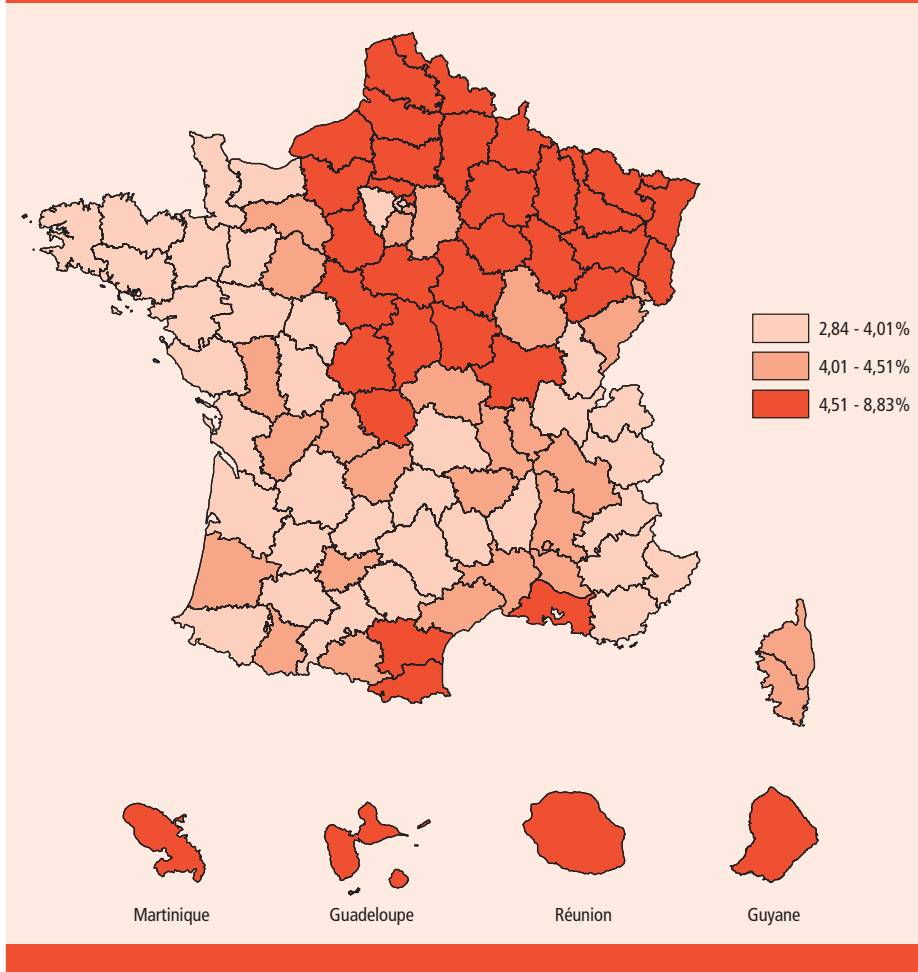 2,84 - 4,01%
4,01 - 4,51%
4,51 - 8,83%
Martinique
Guadeloupe
Réunion
Guyane